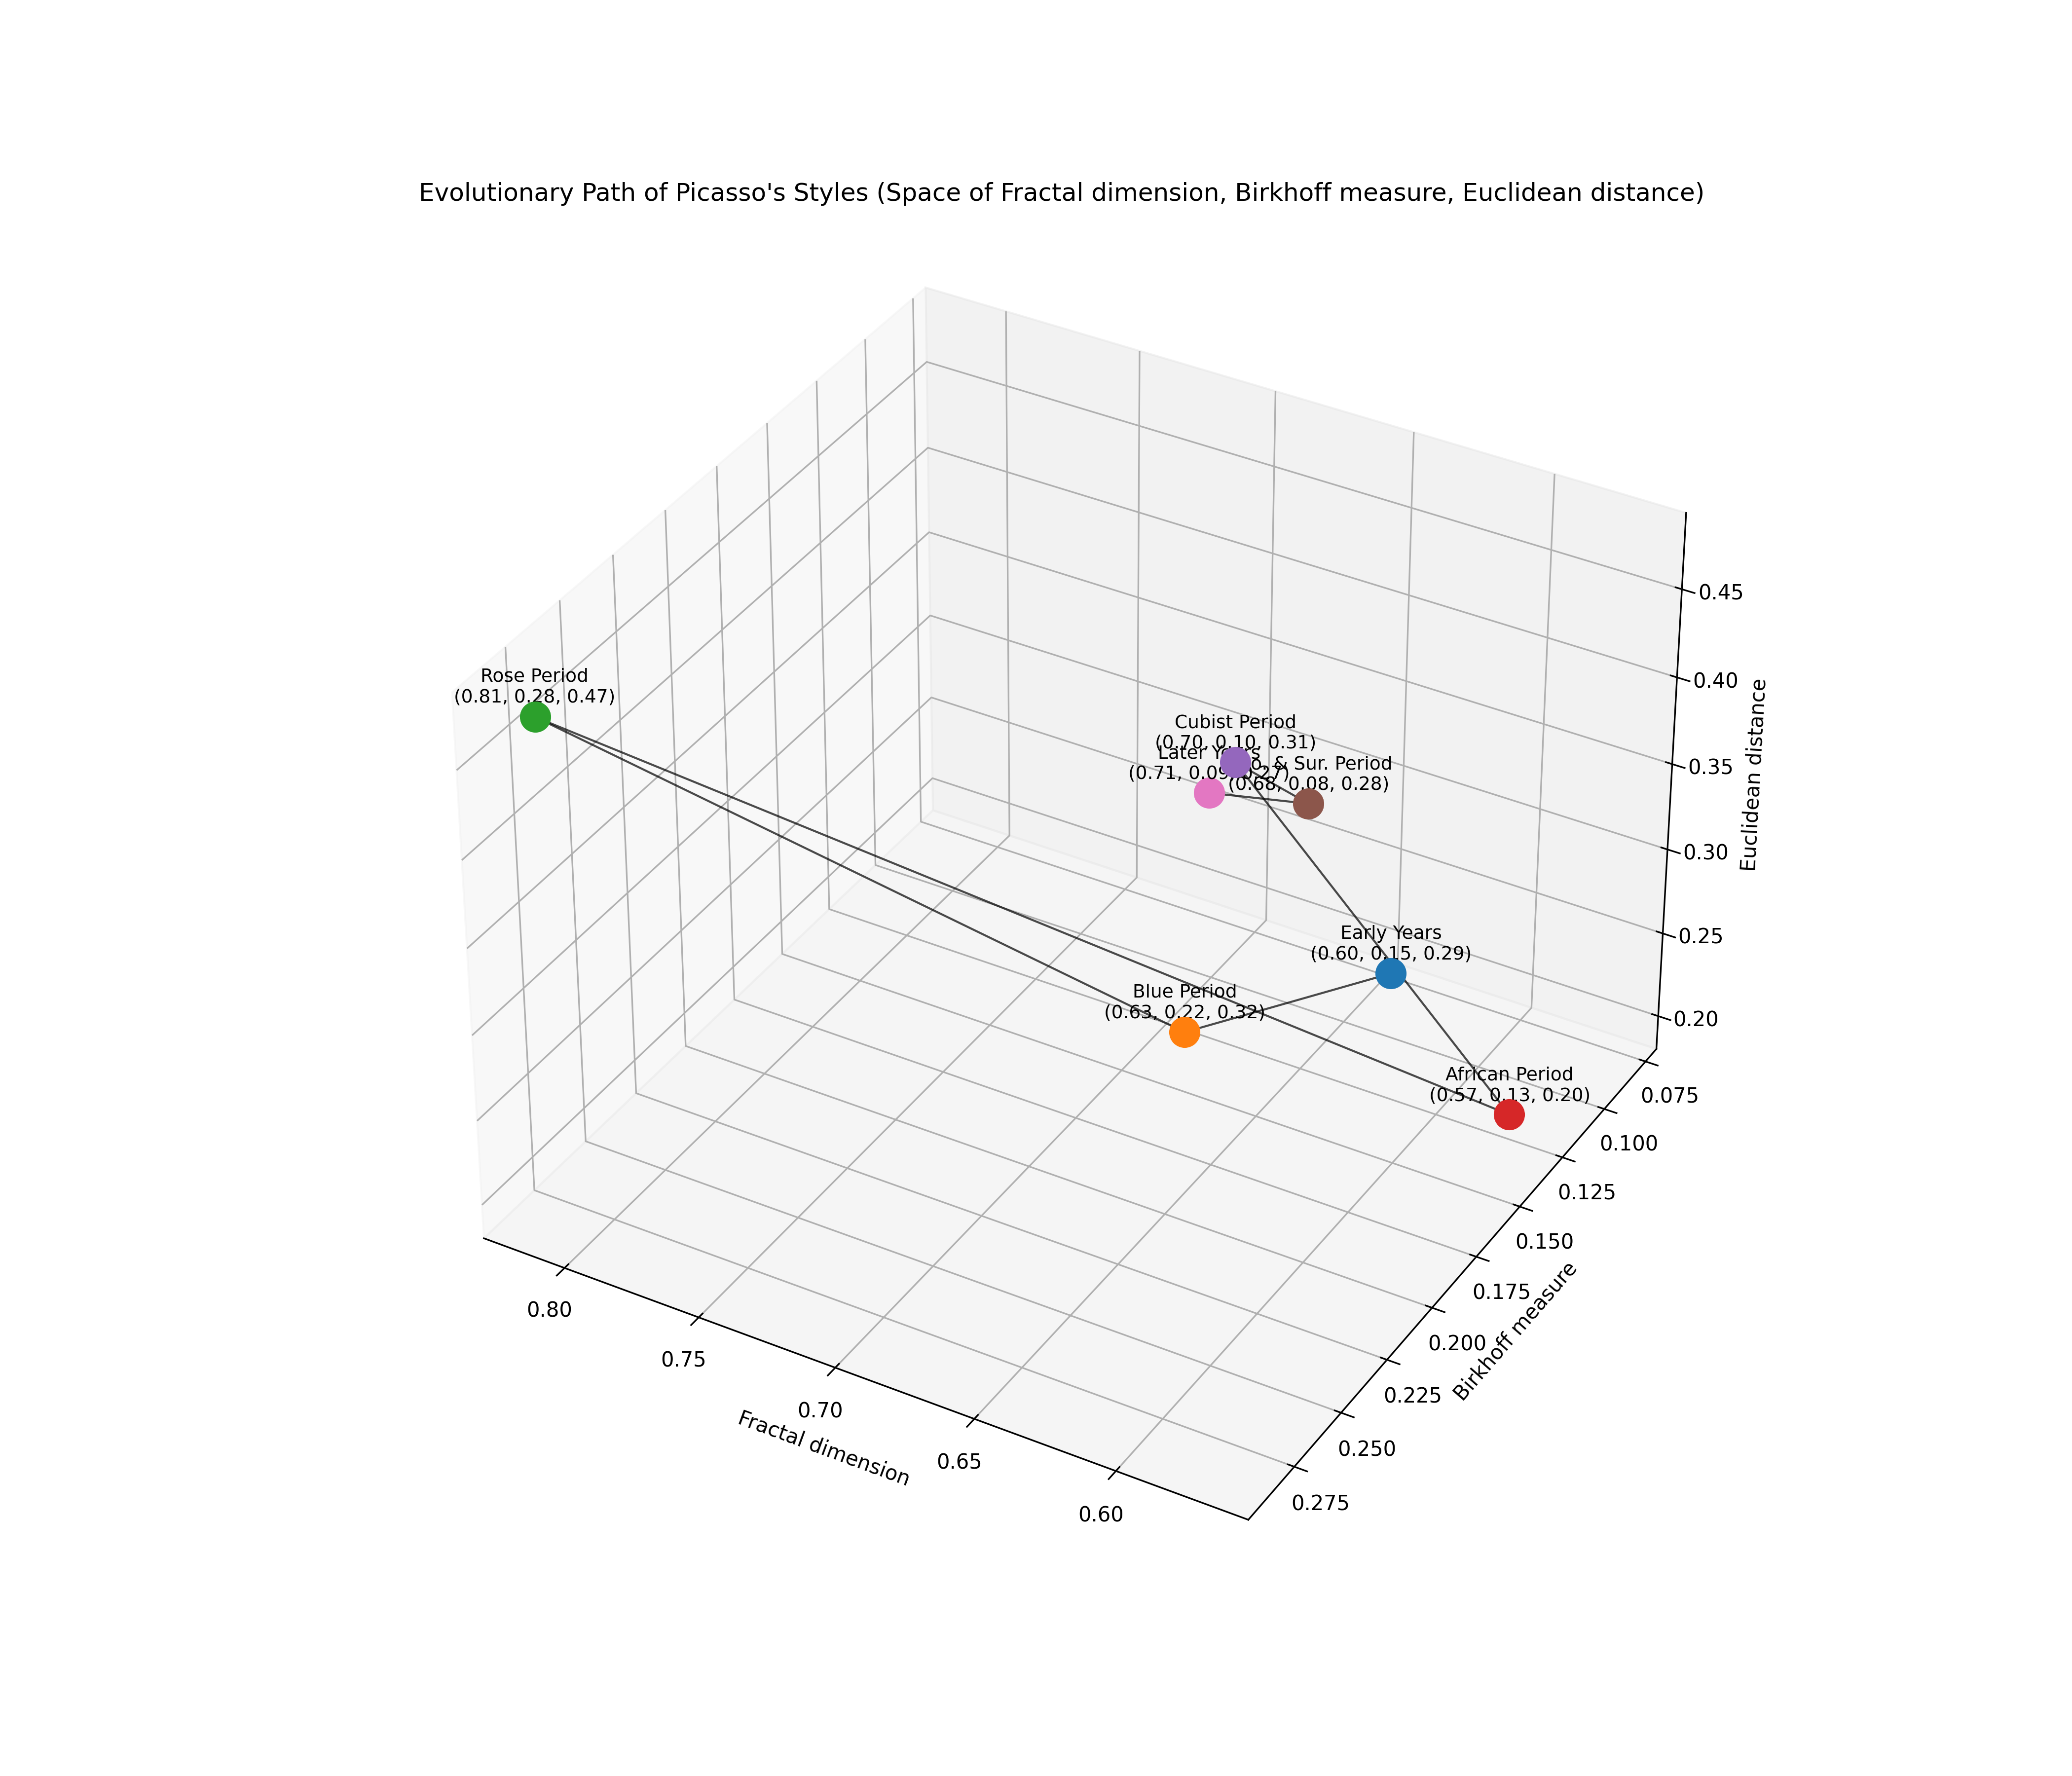 Evolutionary Path of Picasso's Styles (Space of Fractal dimension, Birkhoff measure, Euclidean distance)
Rose Period
(0.81, 0.28, 0.47)
Cubist Period
(0.70, 0.10, 0.31)
Later Years
(0.71, 0.09, 0.27)
& Sur. Period
(0.68, 0.08, 0.28)
Early Years
(0.60, 0.15, 0.29)
Blue Period
(0.63, 0.22, 0.32)
African Period
(0.57, 0.13, 0.20)
0.45
0.40
0.35
0.30
0.25
0.20
Euclidean distance
0.075
0.100
0.125
0.150
0.175
0.200
0.225
0.250
0.275
Birkhoff measure
0.80
0.75
0.70
0.65
0.60
Fractal dimension